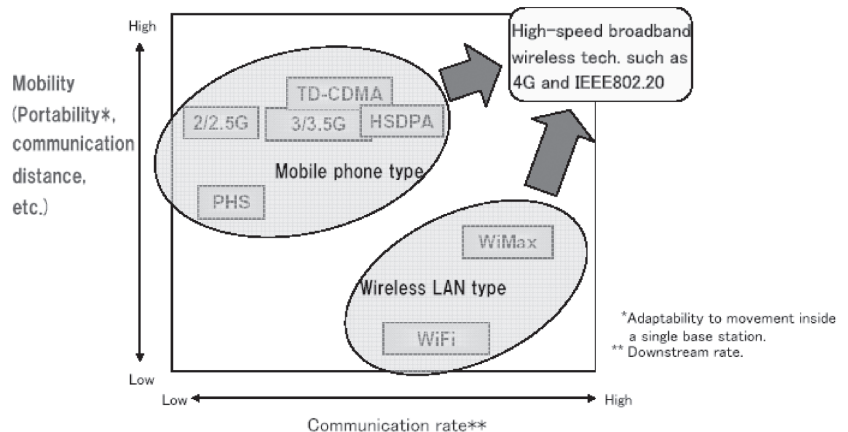 High
Mobility
(Portability*,
communication
distance,
etc.)
Low
High-speed broadband
wireless tech. such as
4G and IEEE802.20
TD-CDMA
2/2.5G
3/3.5G
HSDPA
Mobile phone type
PHS
WiMax
Wireless LAN type
WiFi
*Adaptability to movement inside
a single base station.
** Downstream rate.
Low
High
Communication rate**